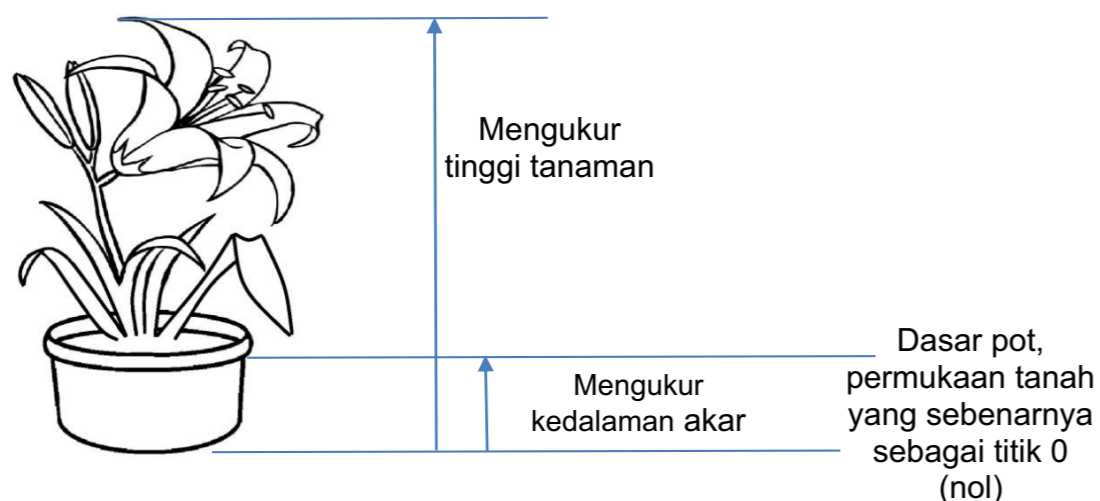 Mengukur
tinggi tanaman
Mengukur
kedalaman akar
Dasar pot,
permukaan tanah
yang sebenarnya
sebagai titik 0
(nol)